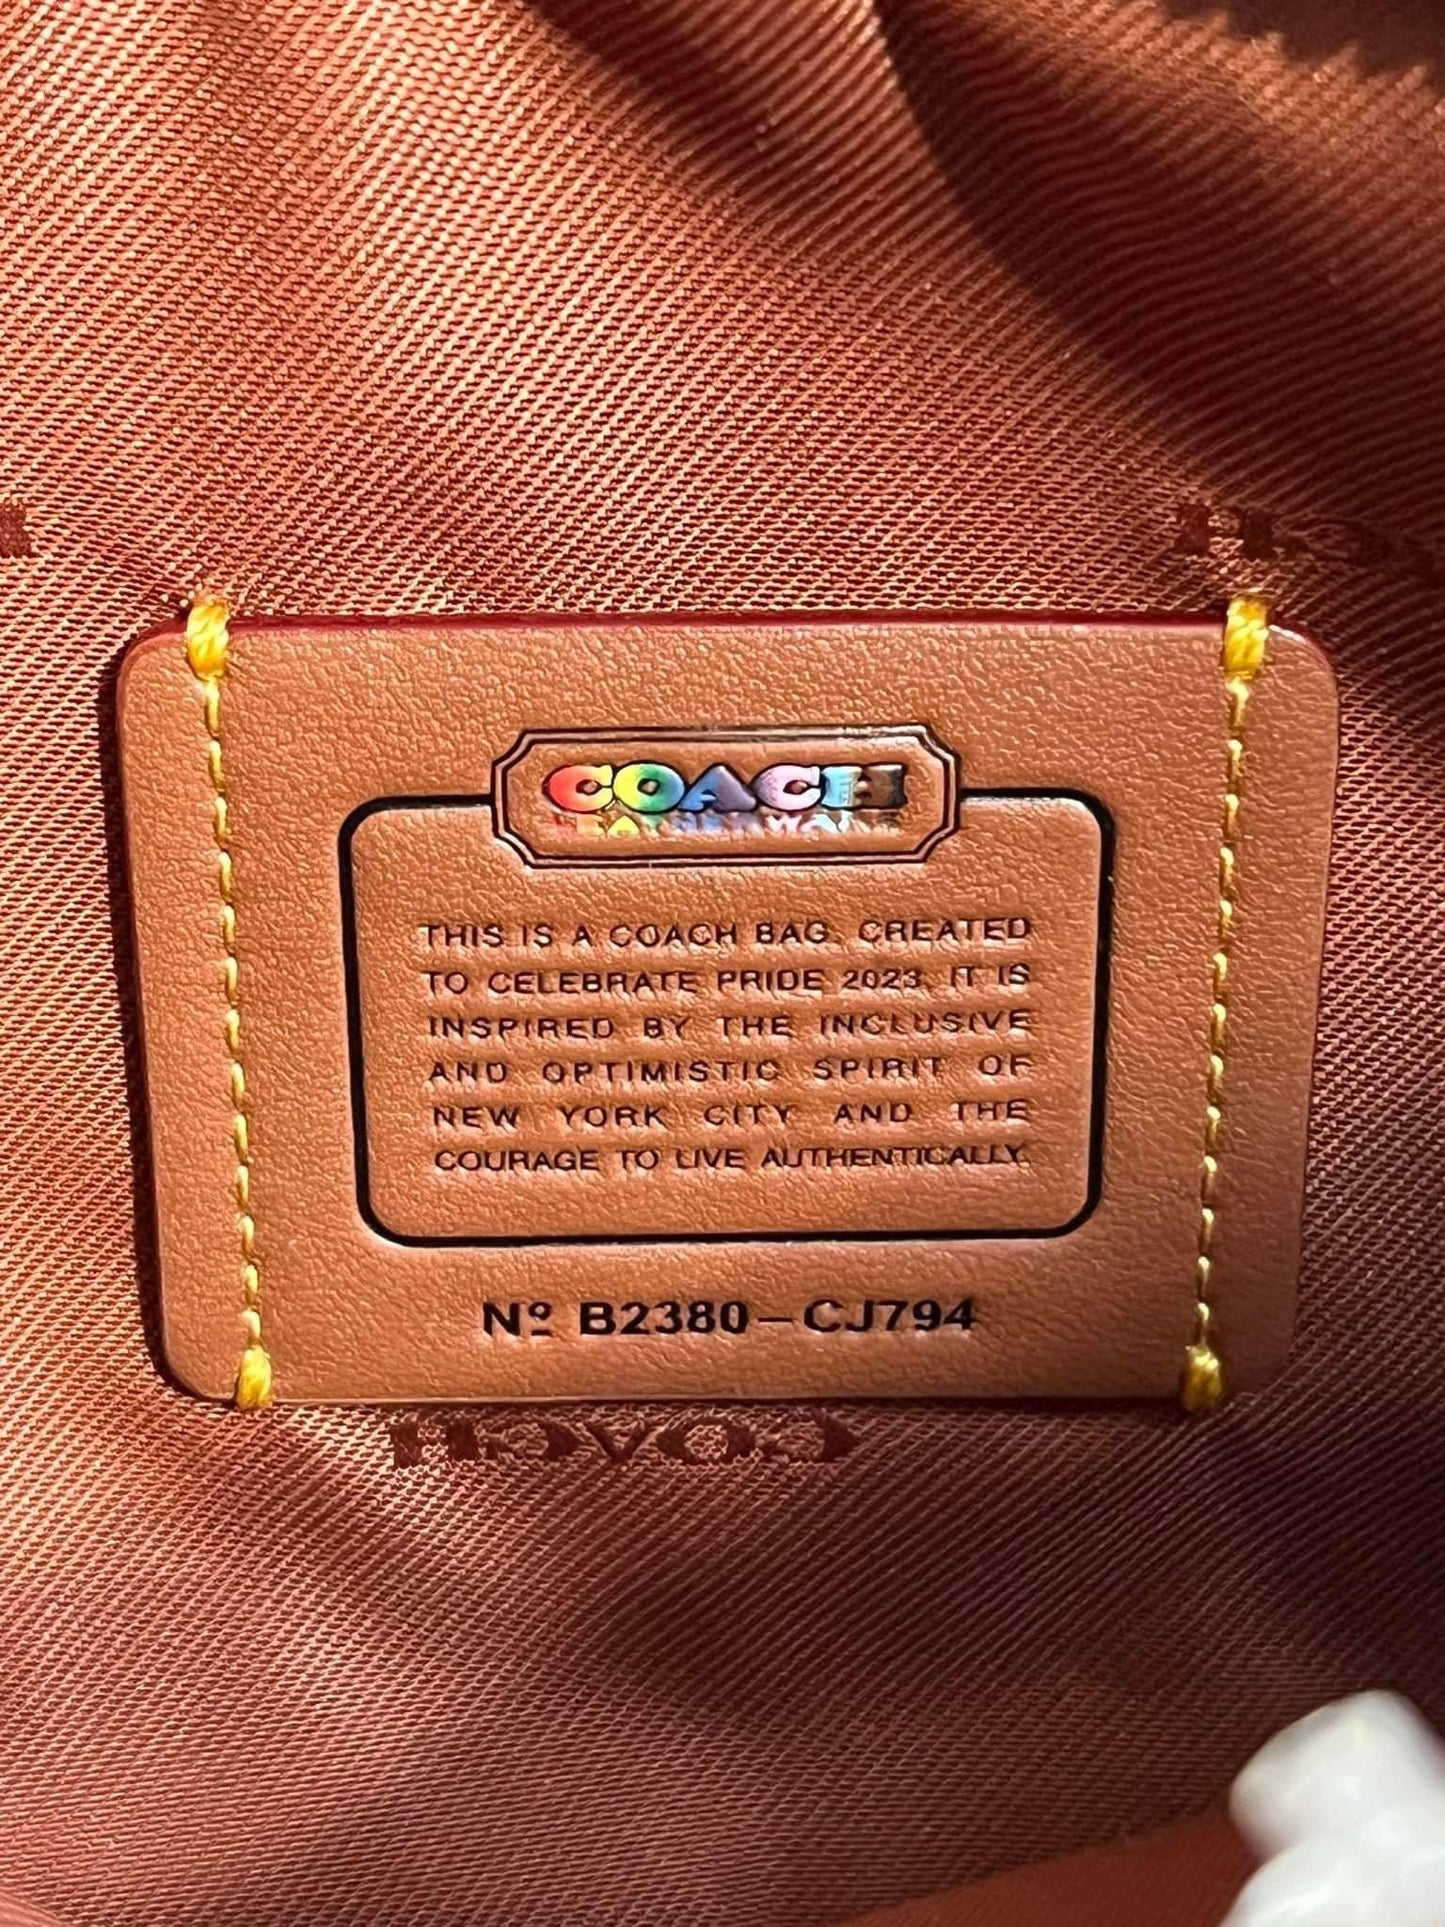 COACH
LEATHERWARE
THIS IS A COACH BAG, CREATED
TO CELEBRATE PRIDE 2023. IT IS
INSPIRED BY THE INCLUSIVE
AND OPTIMISTIC SPIRIT OF
NEW YORK CITY AND THE
COURAGE TO LIVE AUTHENTICALLY.
Nº B2380-CJ794
COACH